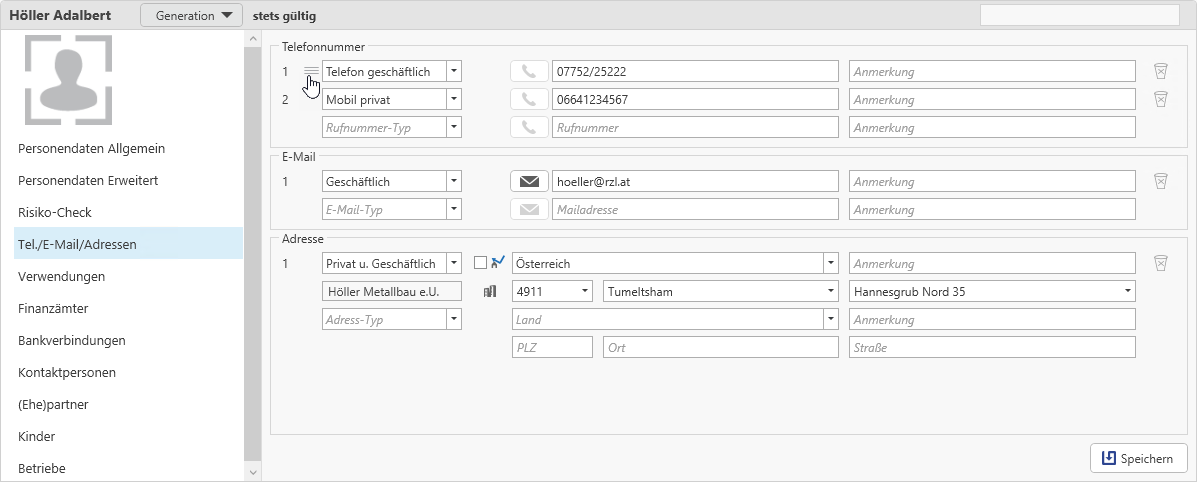 Höller Adalbert Generation stets gültig
Personendaten Allgemein
Personendaten Erweitert
Risiko-Check
Tel./E-Mail/Adressen
Verwendungen
Finanzämter
Bankverbindungen
Kontaktpersonen
(Ehe)partner
Kinder
Betriebe
Telefonnummer
1 Telefon geschäftlich 07752/25222 Anmerkung
2 Mobil privat 06641234567 Anmerkung
Rufnummer-Typ Rufnummer Anmerkung
E-Mail
1 Geschäftlich hoeller@rzl.at Anmerkung
E-Mail-Typ Mailadresse Anmerkung
Adresse
1 Privat u. Geschäftlich Österreich Anmerkung
Höller Metallbau e.U. 4911 Tumeltsham Hannesgrub Nord 35
Adress-Typ Land Anmerkung
PLZ Ort Straße
Speichern